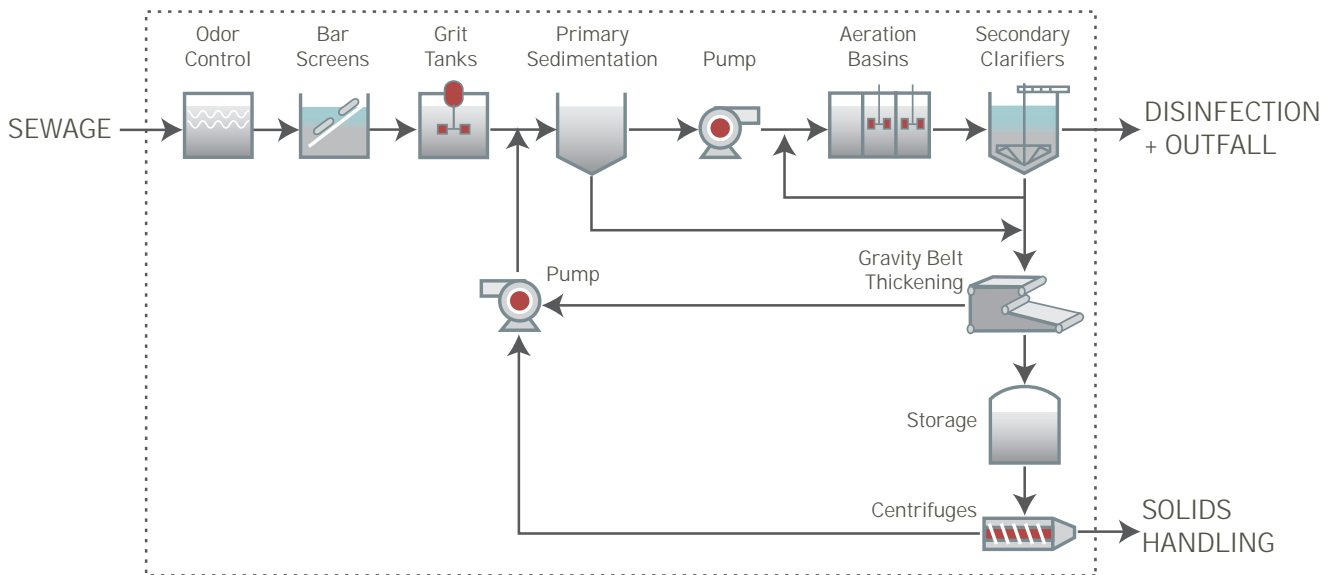 Odor
Control
Bar
Screens
Grit
Tanks
Primary
Sedimentation
Pump
Aeration
Basins
Secondary
Clarifiers
SEWAGE
DISINFECTION
+ OUTFALL
Gravity Belt
Thickening
Pump
Storage
Centrifuges
SOLIDS
HANDLING